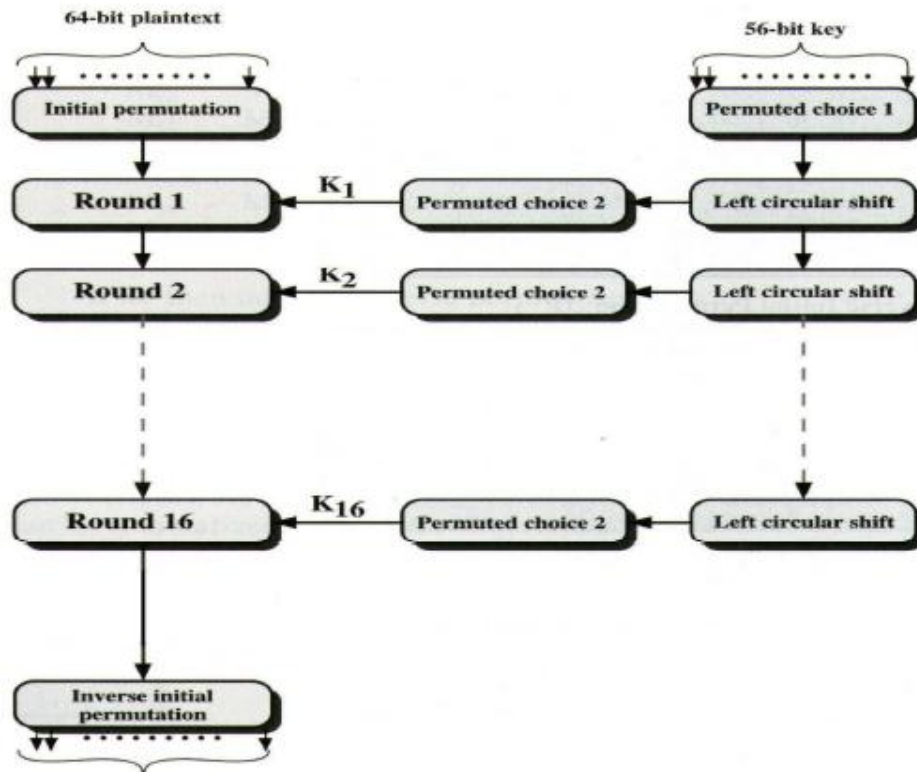 64-bit plaintext
56-bit key
Initial permutation
Permuted choice 1
Round 1
K1
Permuted choice 2
Left circular shift
Round 2
K2
Permuted choice 2
Left circular shift
Round 16
K16
Permuted choice 2
Left circular shift
Inverse initial
permutation